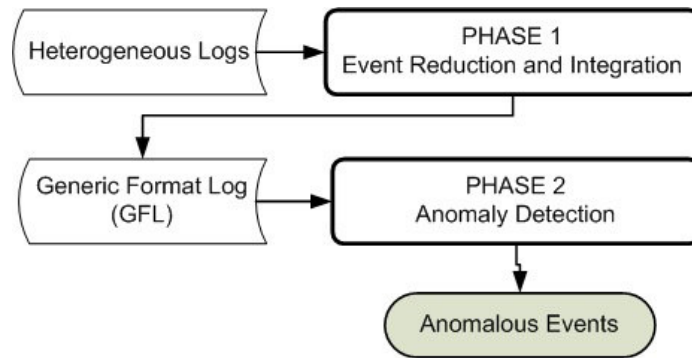 Heterogeneous Logs
PHASE 1
Event Reduction and Integration
Generic Format Log
(GFL)
PHASE 2
Anomaly Detection
Anomalous Events